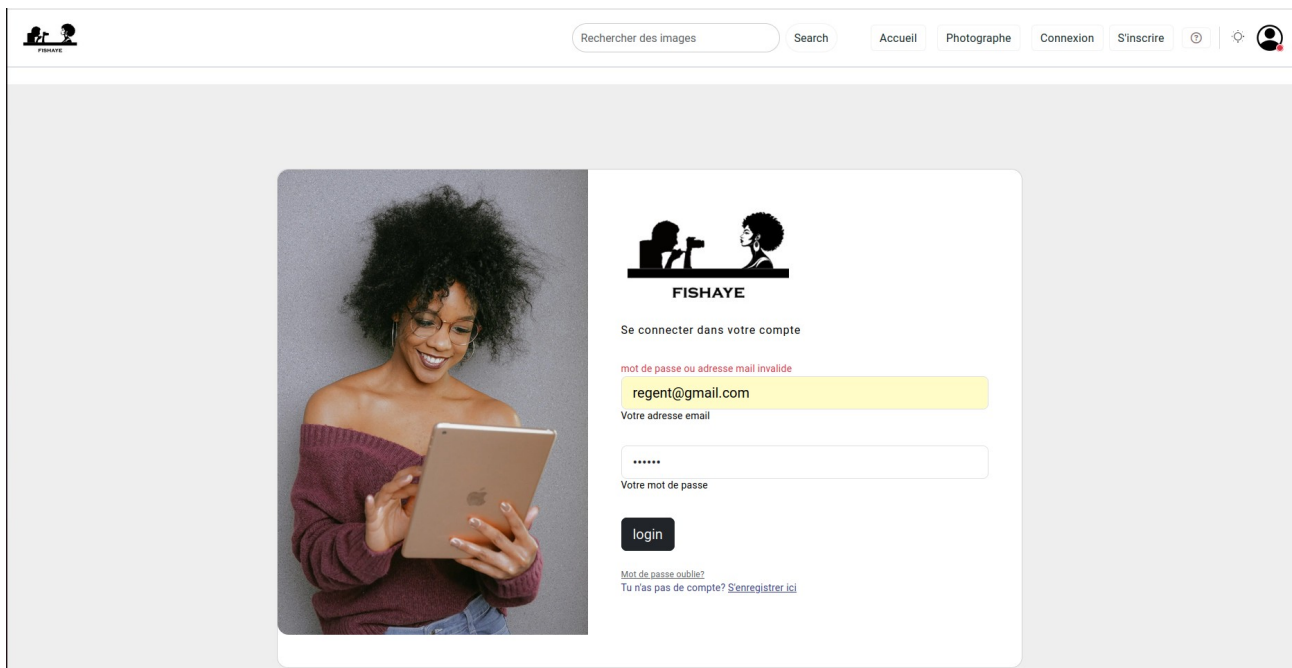 FISHAYE
Rechercher des images
Search
Accueil
Photographe
Connexion
S'inscrire
FISHAYE
Se connecter dans votre compte
mot de passe ou adresse mail invalide
regent@gmail.com
Votre adresse email
••••••
Votre mot de passe
login
Mot de passe oublie?
Tu n'as pas de compte? S'enregistrer ici